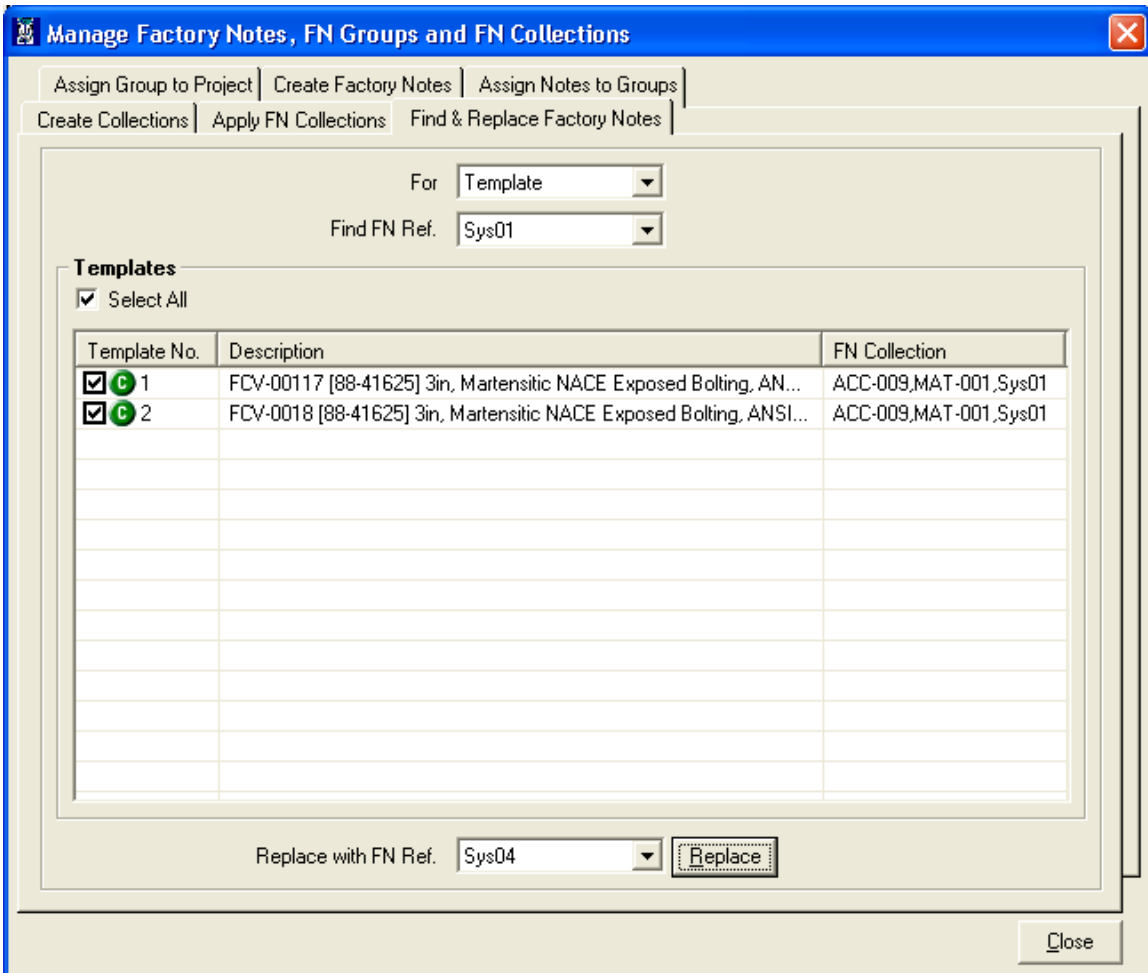 Manage Factory Notes, FN Groups and FN Collections
Assign Group to Project Create Factory Notes Assign Notes to Groups
Create Collections Apply FN Collections Find & Replace Factory Notes
For Template
Find FN Ref. Sys01
Templates
Select All
Template No. Description FN Collection
C 1 FCV-00117 [88-41625] 3in, Martensitic NACE Exposed Bolting, AN... ACC-009,MAT-001,Sys01
C 2 FCV-0018 [88-41625] 3in, Martensitic NACE Exposed Bolting, ANSI... ACC-009,MAT-001,Sys01
Replace with FN Ref. Sys04 Replace
Close